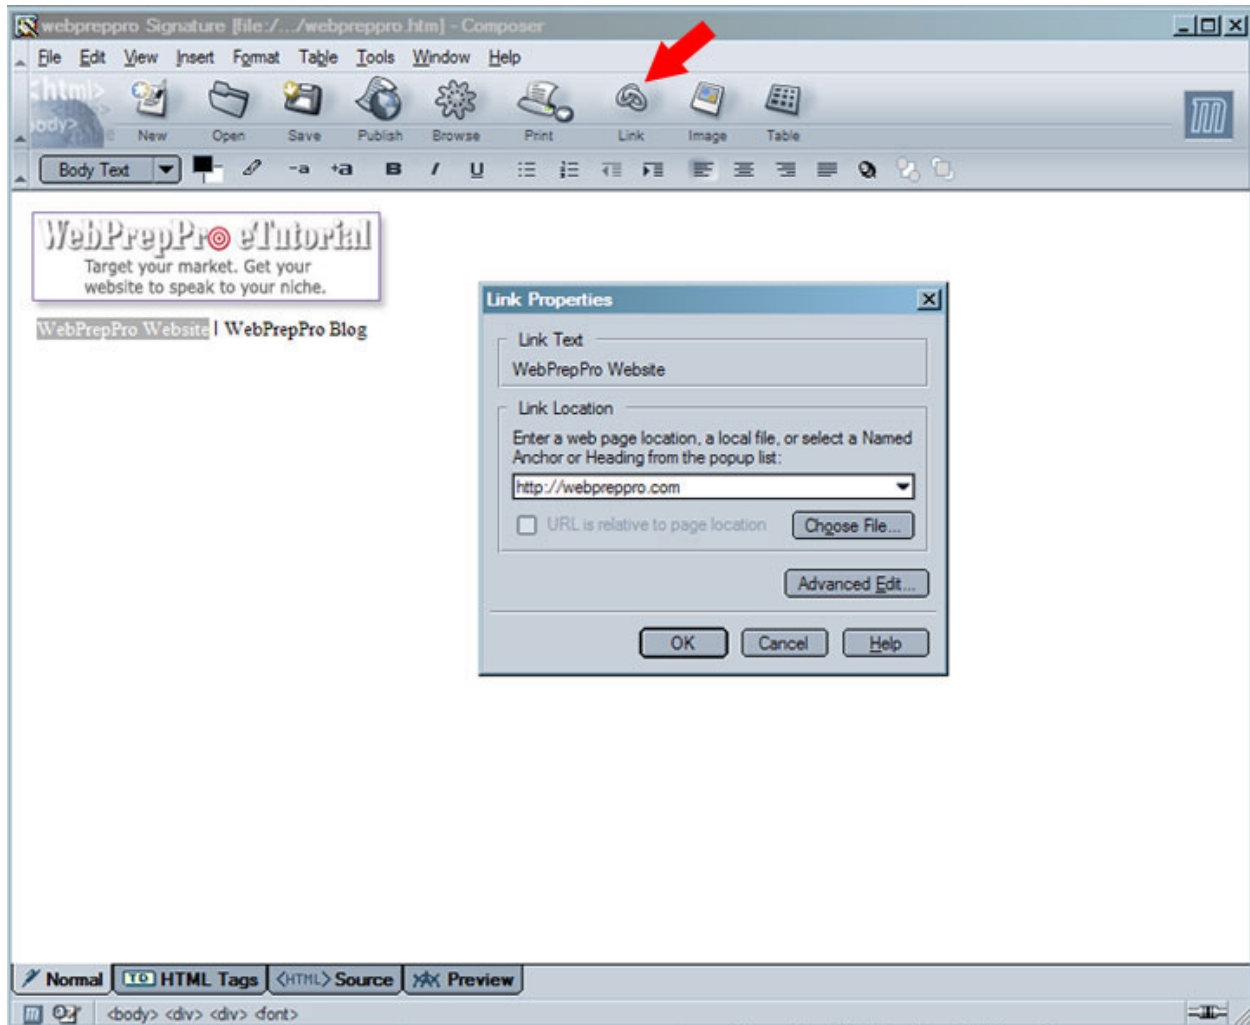 webpreppro Signature [file:/.../webpreppro.htm] - Composer
File Edit View Insert Format Table Tools Window Help
<html>
body>
New Open Save Publish Browse Print Link Image Table
m
Body Text -a +a B I U
WebPrepPro eTutorial
Target your market. Get your
website to speak to your niche.
WebPrepPro Website | WebPrepPro Blog
Link Properties
Link Text
WebPrepPro Website
Link Location
Enter a web page location, a local file, or select a Named
Anchor or Heading from the popup list:
http://webpreppro.com
URL is relative to page location Choose File...
Advanced Edit...
OK Cancel Help
Normal TD HTML Tags <HTML> Source Preview
m <body> <div> <div> <font>